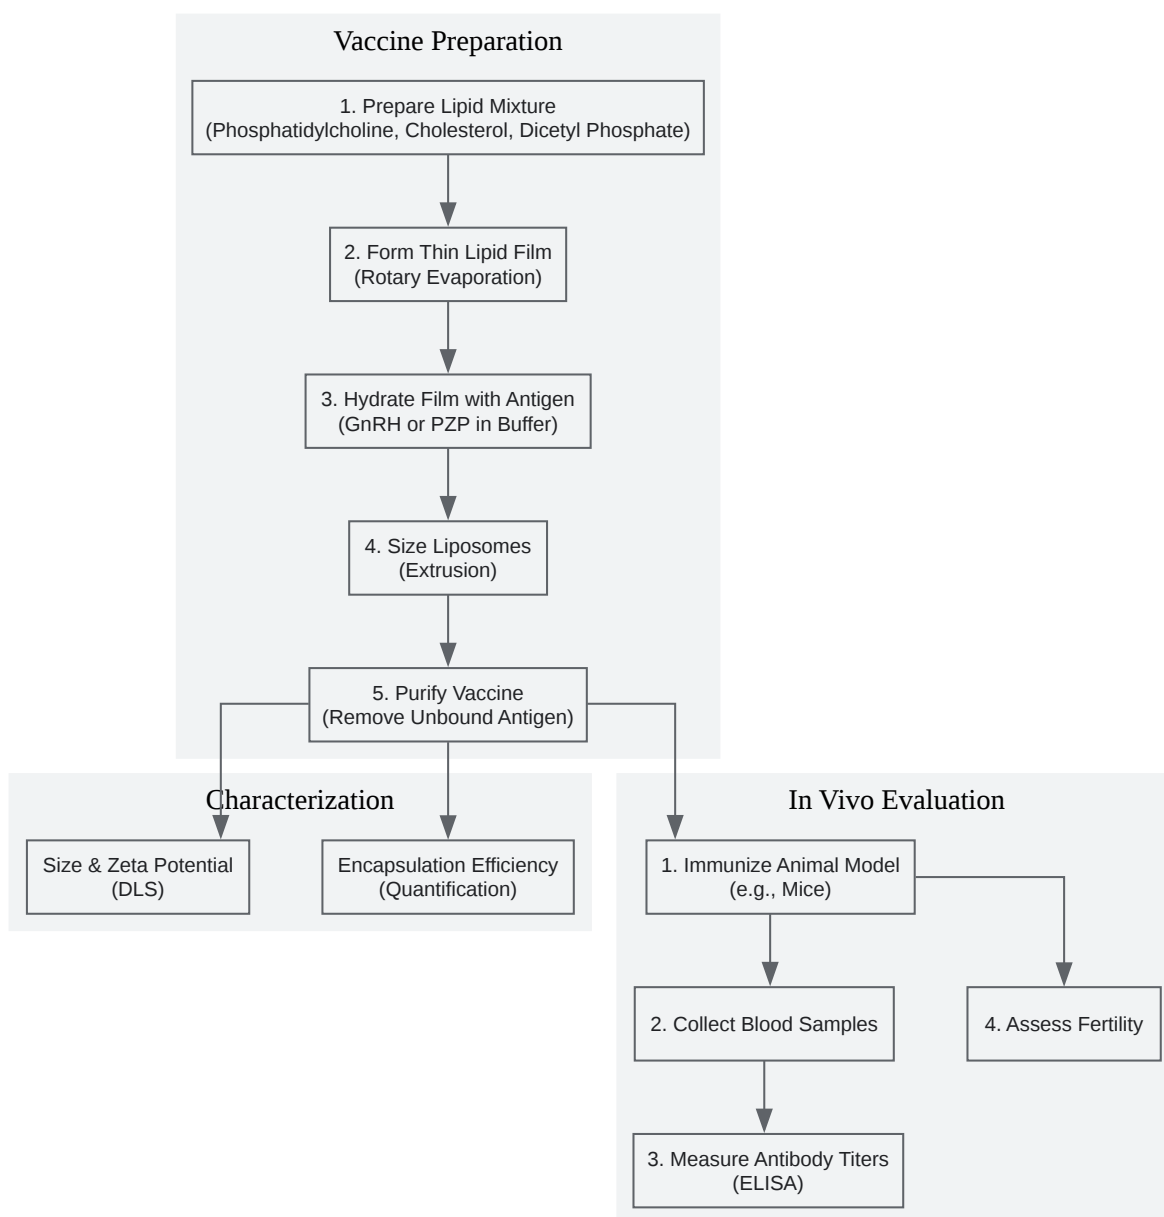 Vaccine Preparation
1. Prepare Lipid Mixture
(Phosphatidylcholine, Cholesterol, Dicetyl Phosphate)
2. Form Thin Lipid Film
(Rotary Evaporation)
3. Hydrate Film with Antigen
(GnRH or PZP in Buffer)
4. Size Liposomes
(Extrusion)
5. Purify Vaccine
(Remove Unbound Antigen)
Characterization
Size & Zeta Potential
(DLS)
Encapsulation Efficiency
(Quantification)
In Vivo Evaluation
1. Immunize Animal Model
(e.g., Mice)
2. Collect Blood Samples
4. Assess Fertility
3. Measure Antibody Titers
(ELISA)